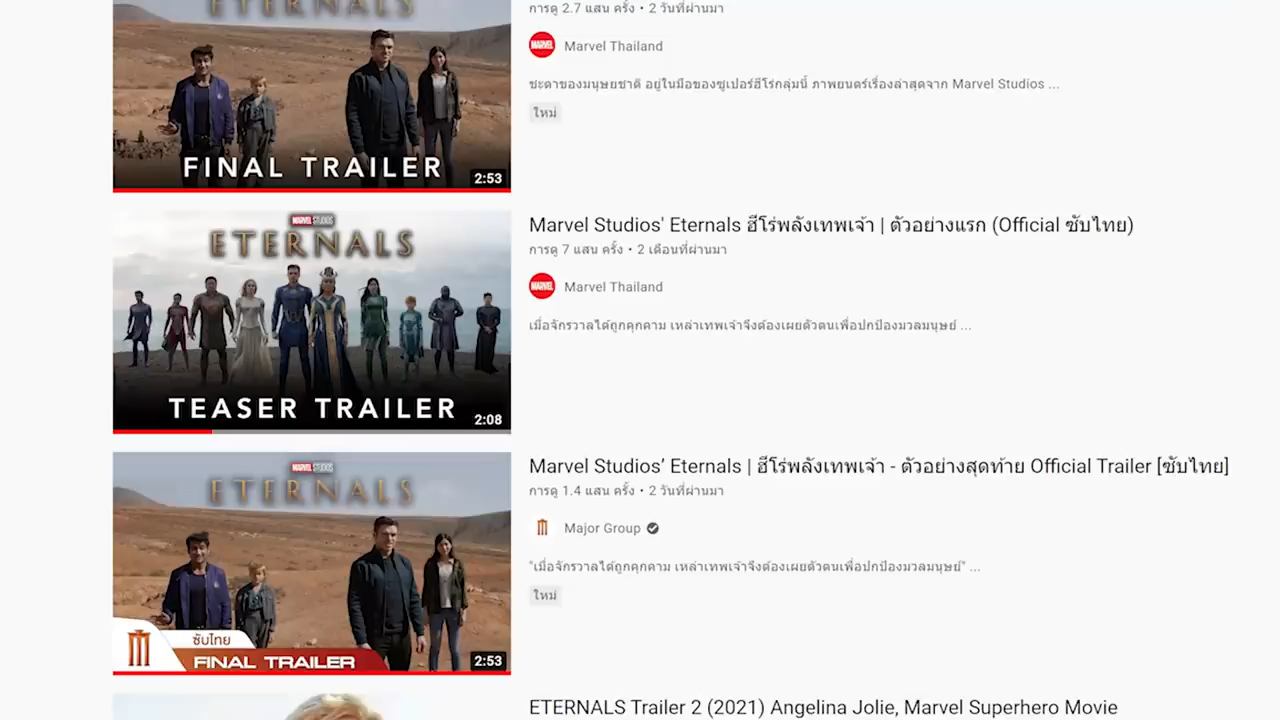 ETERNALS
FINAL TRAILER
2:53
การดู 2.7 แสน ครั้ง • 2 วันที่ผ่านมา
MARVEL
Marvel Thailand
ชะตาของมนุษยชาติ อยู่ในมือของซูเปอร์ฮีโร่กลุ่มนี้ ภาพยนตร์เรื่องล่าสุดจาก Marvel Studios ...
ใหม่
MARVEL STUDIOS
ETERNALS
TEASER TRAILER
2:08
Marvel Studios' Eternals ฮีโร่พลังเทพเจ้า | ตัวอย่างแรก (Official ซับไทย)
การดู 7 แสน ครั้ง • 2 เดือนที่ผ่านมา
MARVEL
Marvel Thailand
เมื่อจักรวาลได้ถูกคุกคาม เหล่าเทพเจ้าจึงต้องเผยตัวตนเพื่อปกป้องมวลมนุษย์ ...
MARVEL STUDIOS
ETERNALS
ซับไทย
FINAL TRAILER
2:53
Marvel Studios’ Eternals | ฮีโร่พลังเทพเจ้า - ตัวอย่างสุดท้าย Official Trailer [ซับไทย]
การดู 1.4 แสน ครั้ง • 2 วันที่ผ่านมา
Major Group
"เมื่อจักรวาลได้ถูกคุกคาม เหล่าเทพเจ้าจึงต้องเผยตัวตนเพื่อปกป้องมวลมนุษย์" ...
ใหม่
ETERNALS Trailer 2 (2021) Angelina Jolie, Marvel Superhero Movie